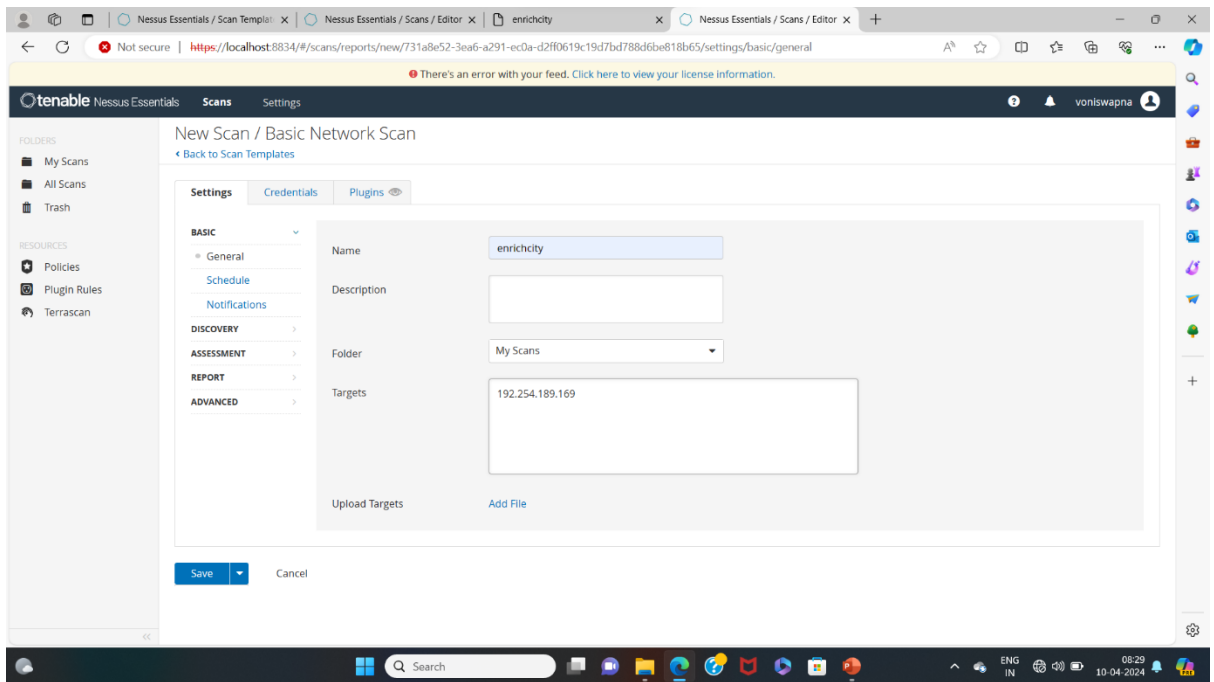 Nessus Essentials / Scan Templat
Nessus Essentials / Scans / Editor
enrichcity
Nessus Essentials / Scans / Editor
Not secure | https://localhost:8834/#/scans/reports/new/731a8e52-3ea6-a291-ec0a-d2ff0619c19d7bd788d6be818b65/settings/basic/general
There's an error with your feed. Click here to view your license information.
tenable Nessus Essentials Scans Settings voniswapna
FOLDERS
My Scans
All Scans
Trash
RESOURCES
Policies
Plugin Rules
Terrascan
New Scan / Basic Network Scan
Back to Scan Templates
Settings Credentials Plugins
BASIC
General
Schedule
Notifications
DISCOVERY
ASSESSMENT
REPORT
ADVANCED
Name enrichcity
Description
Folder My Scans
Targets 192.254.189.169
Upload Targets Add File
Save Cancel
Search
ENG
IN
08:29
10-04-2024